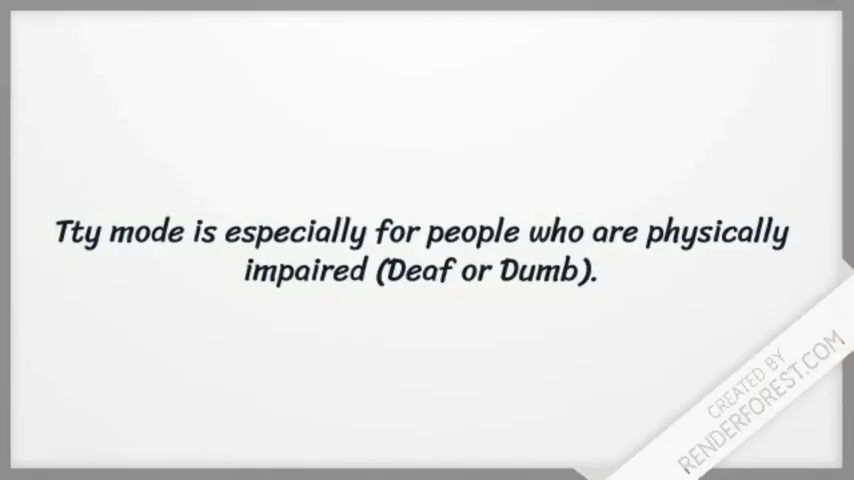 Tty mode is especially for people who are physically
impaired (Deaf or Dumb).
CREATED BY
RENDERFOREST.COM